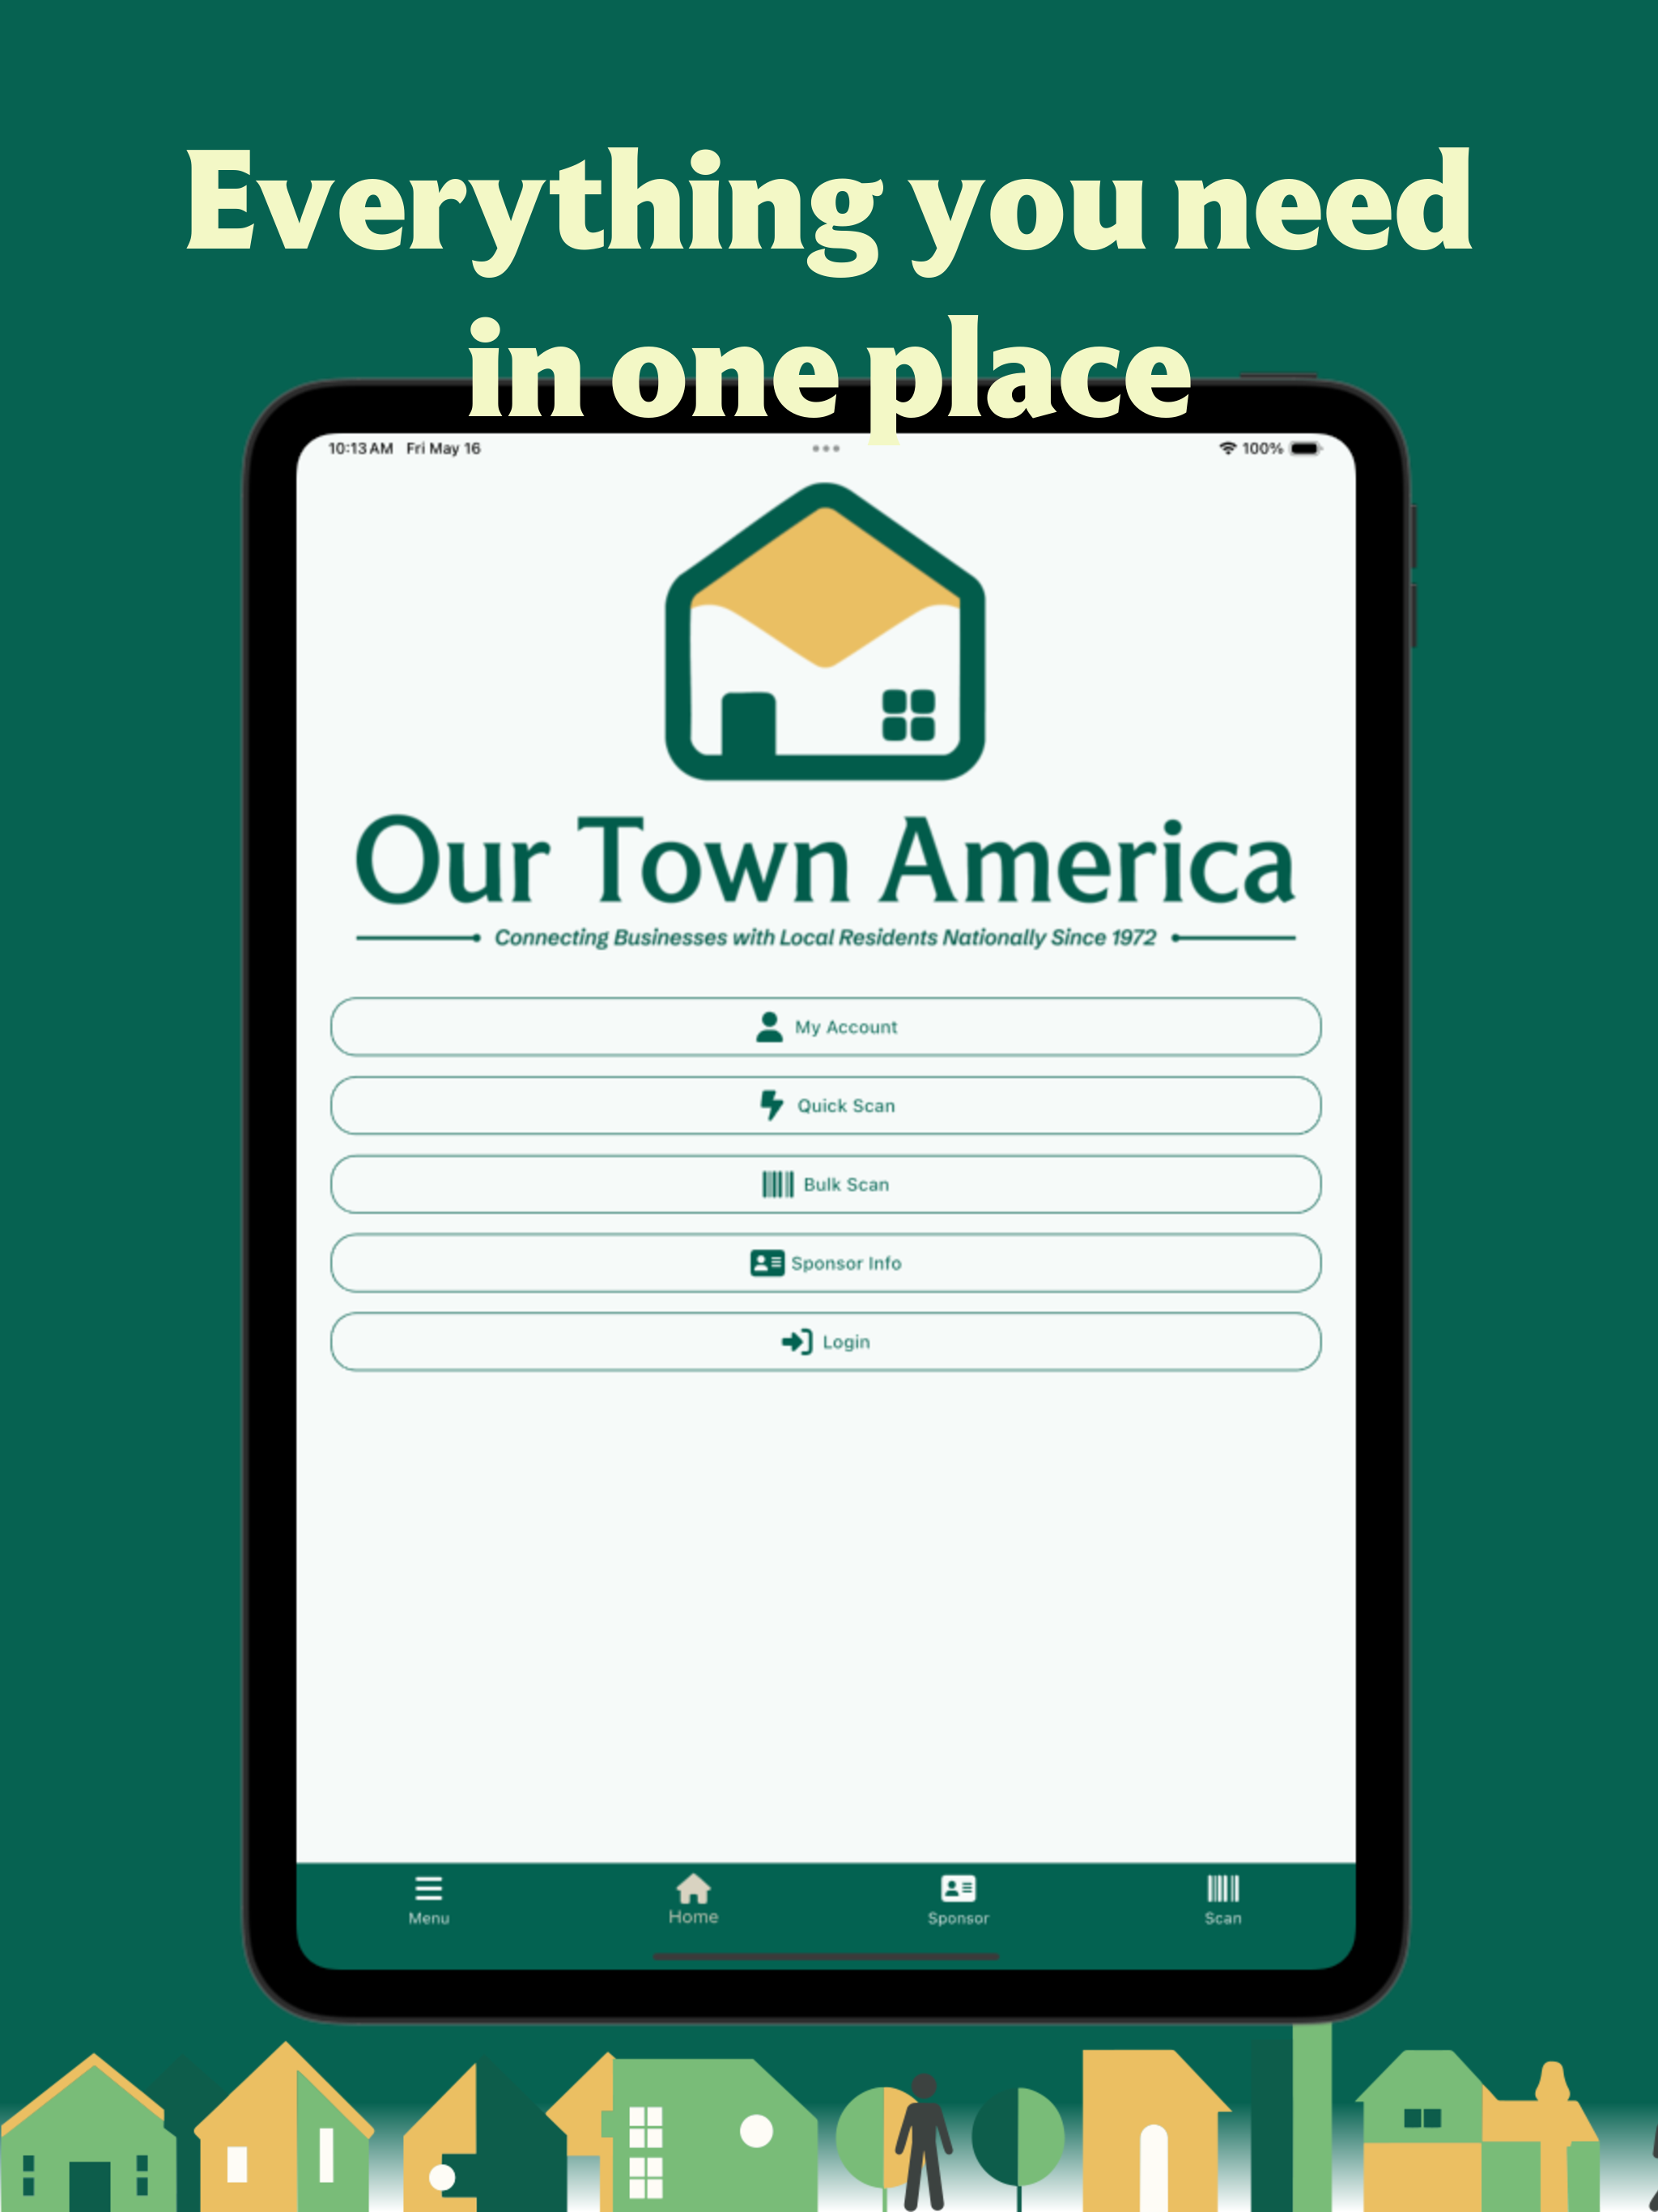 Everything you need
in one place
10:13 AM Fri May 16
100%
Our Town America
Connecting Businesses with Local Residents Nationally Since 1972
My Account
Quick Scan
Bulk Scan
Sponsor Info
Login
Menu Home Sponsor Scan